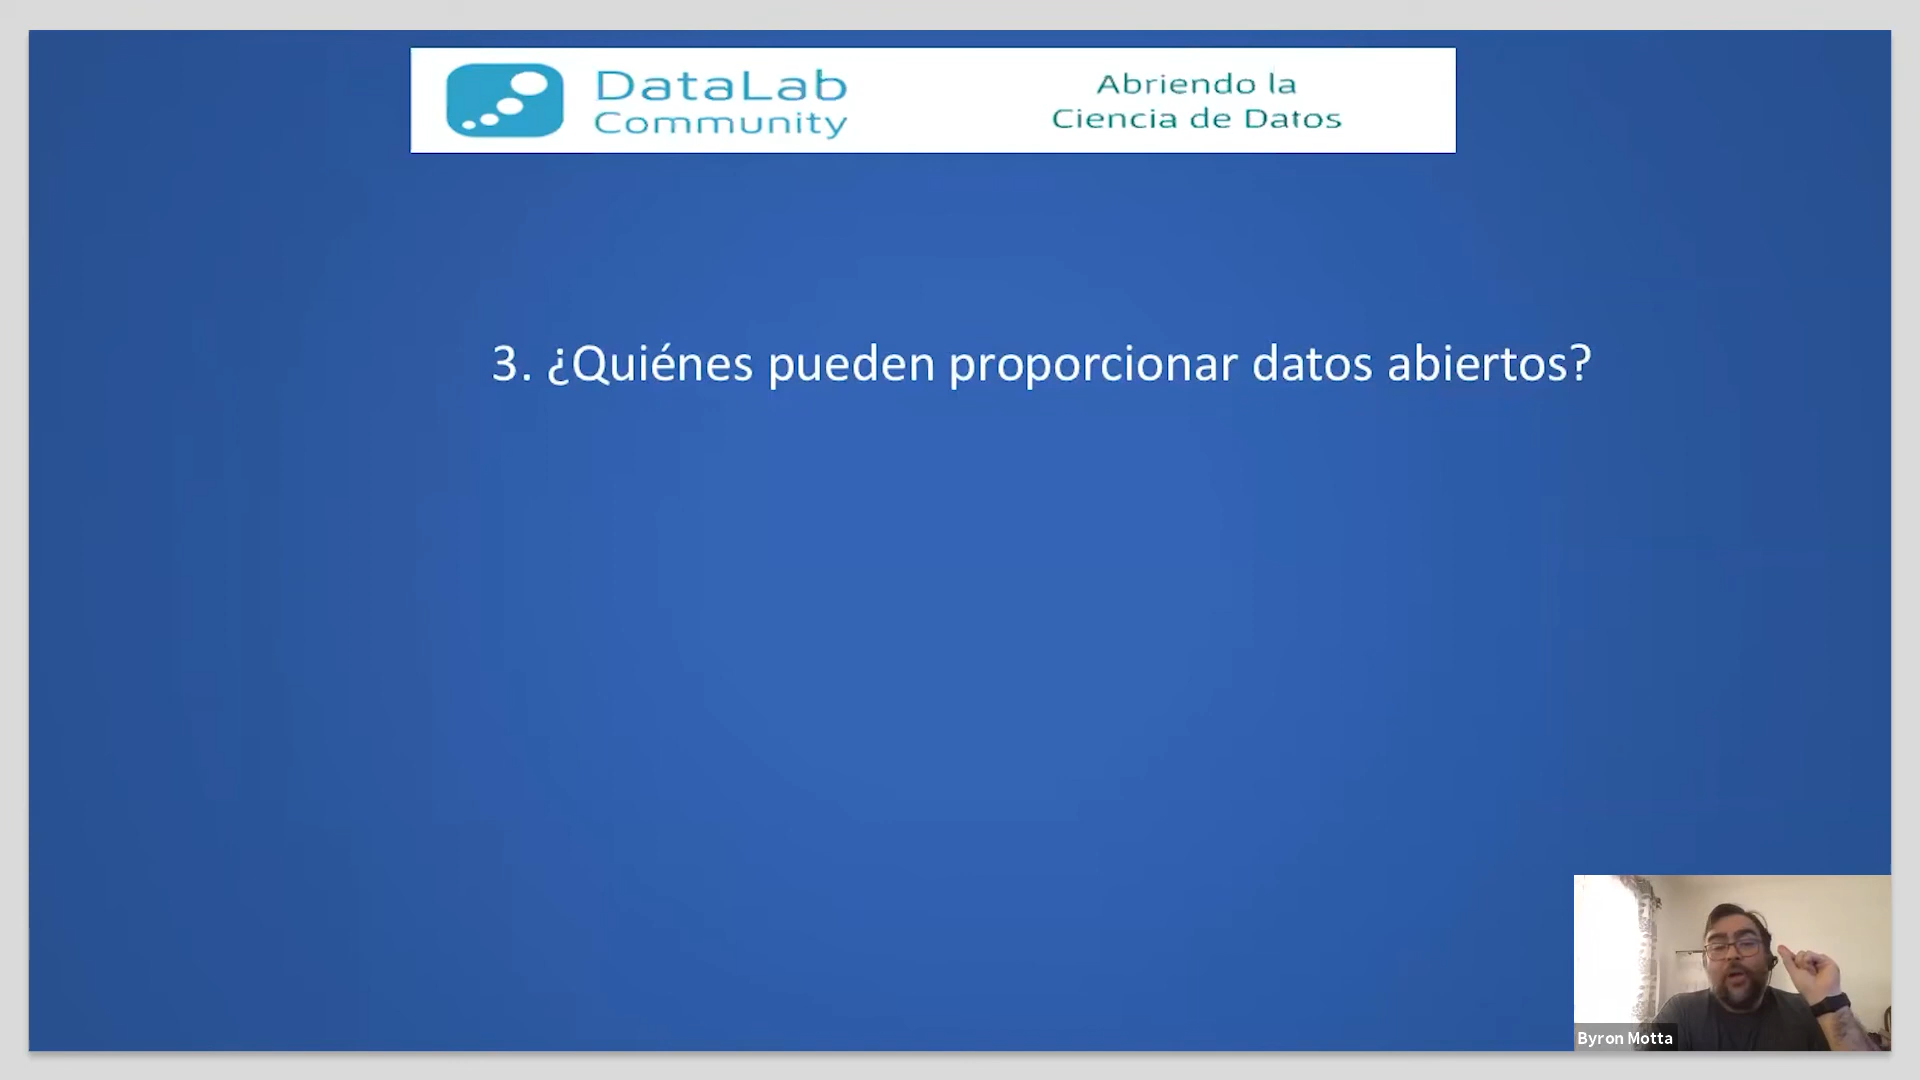 DataLab
Community
Abriendo la
Ciencia de Datos
3. ¿Quiénes pueden proporcionar datos abiertos?
Byron Motta